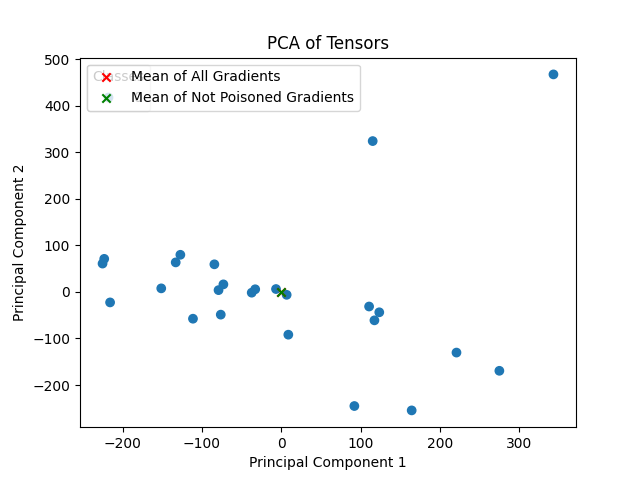 PCA of Tensors
500
400
300
200
100
0
−100
−200
Principal Component 2
Classes
Mean of All Gradients
Mean of Not Poisoned Gradients
−200
−100
0
100
200
300
Principal Component 1